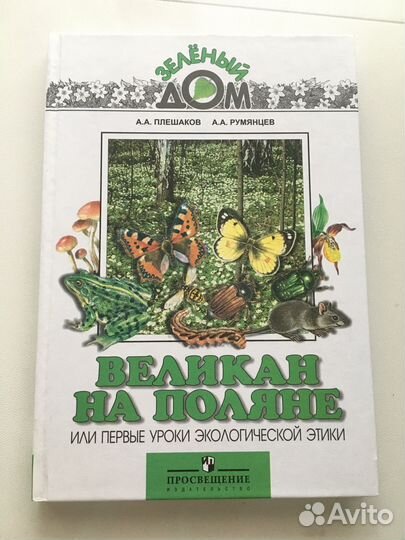 ЗЕЛЁНЫЙ
ДОМ
А.А. ПЛЕШАКОВ А.А. РУМЯНЦЕВ
ВЕЛИКАН
НА ПОЛЯНЕ
ИЛИ ПЕРВЫЕ УРОКИ ЭКОЛОГИЧЕСКОЙ ЭТИКИ
ПРОСВЕЩЕНИЕ
ИЗДАТЕЛЬСТВО
Avito